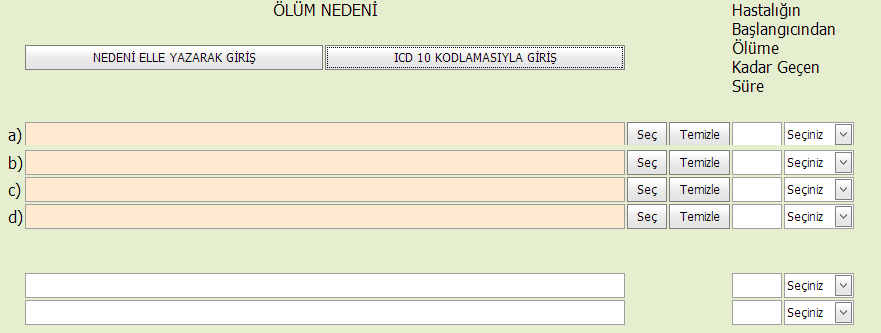 ÖLÜM NEDENİ
Hastalığın
Başlangıcından
Ölüme
Kadar Geçen
Süre
NEDENİ ELLE YAZARAK GİRİŞ ICD 10 KODLAMASIYLA GİRİŞ
a) Seç Temizle Seçiniz
b) Seç Temizle Seçiniz
c) Seç Temizle Seçiniz
d) Seç Temizle Seçiniz
Seçiniz
Seçiniz